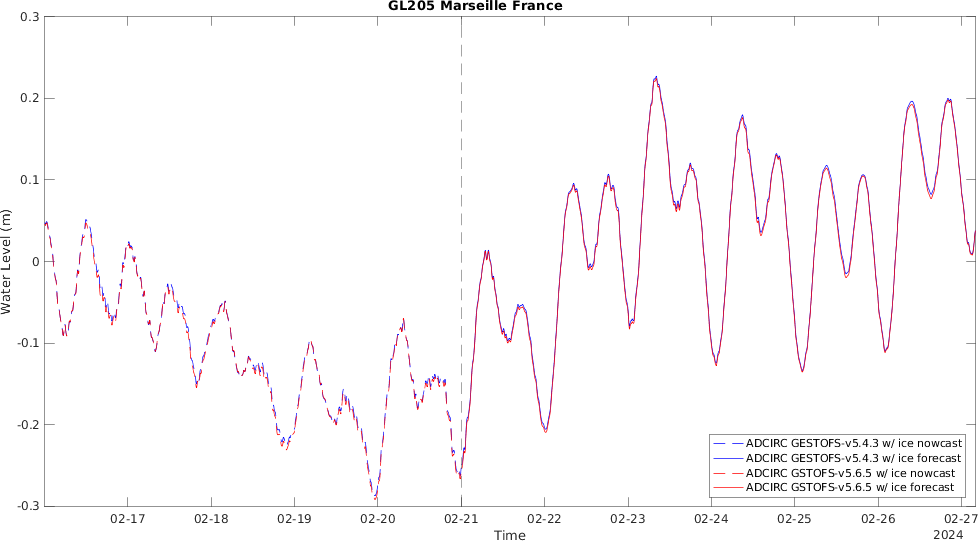 GL205 Marseille France
0.3
0.2
0.1
0
-0.1
-0.2
-0.3
Water Level (m)
ADCIRC GESTOFS-v5.4.3 w/ ice nowcast
ADCIRC GESTOFS-v5.4.3 w/ ice forecast
ADCIRC GSTOFS-v5.6.5 w/ ice nowcast
ADCIRC GSTOFS-v5.6.5 w/ ice forecast
02-17 02-18 02-19 02-20 02-21 02-22 02-23 02-24 02-25 02-26 02-27
Time
2024